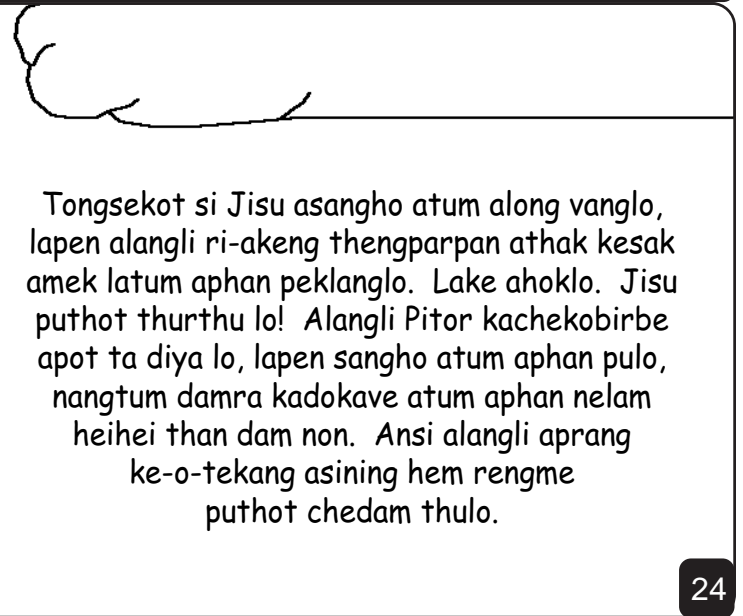 Tongsekot si Jisu asangho atum along vanglo,
lapen alangli ri-akeng thengparpan athak kesak
amek latum aphan peklanglo.  Lake ahoklo.  Jisu
puthot thurthu lo!  Alangli Pitor kachekobirbe
apot ta diya lo, lapen sangho atum aphan pulo,
nangtum damra kadokave atum aphan nelam
heihei than dam non.  Ansi alangli aprang
ke-o-tekang asining hem rengme
puthot chedam thulo.
24